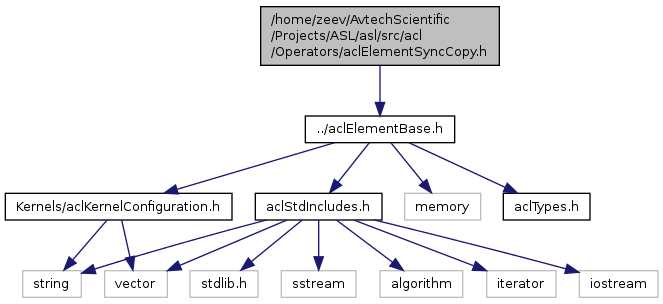 /home/zeev/AvtechScientific
/Projects/ASL/asl/src/acl
/Operators/aclElementSyncCopy.h
../aclElementBase.h
Kernels/aclKernelConfiguration.h
aclStdIncludes.h
memory
aclTypes.h
string
vector
stdlib.h
sstream
algorithm
iterator
iostream